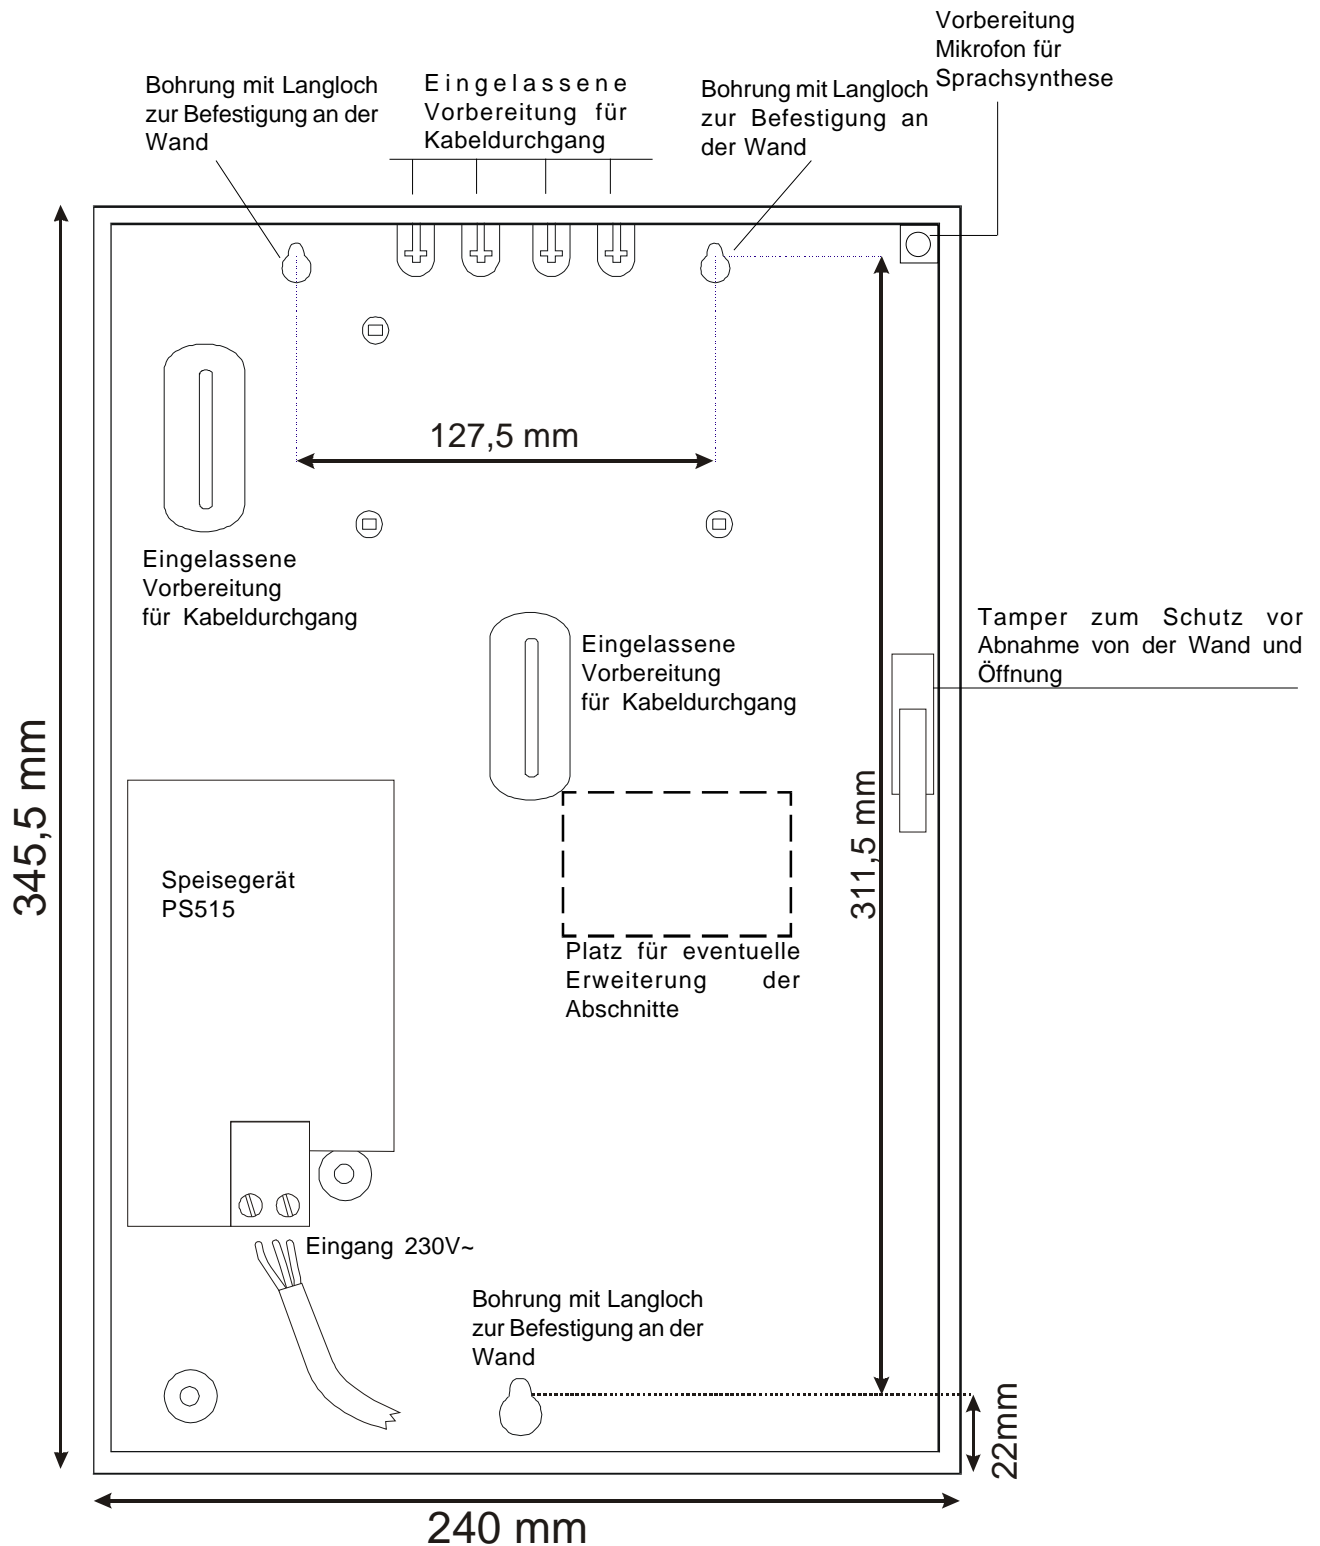 Vorbereitung
Mikrofon für
Sprachsynthese
Bohrung mit Langloch
zur Befestigung an der
Wand
Eingelassene
Vorbereitung für
Kabeldurchgang
Bohrung mit Langloch
zur Befestigung an
der Wand
127,5 mm
Eingelassene
Vorbereitung
für Kabeldurchgang
Eingelassene
Vorbereitung
für Kabeldurchgang
Tamper zum Schutz vor
Abnahme von der Wand und
Öffnung
345,5 mm
311,5 mm
Speisegerät
PS515
Platz für eventuelle
Erweiterung der
Abschnitte
Eingang 230V~
Bohrung mit Langloch
zur Befestigung an der
Wand
22mm
240 mm